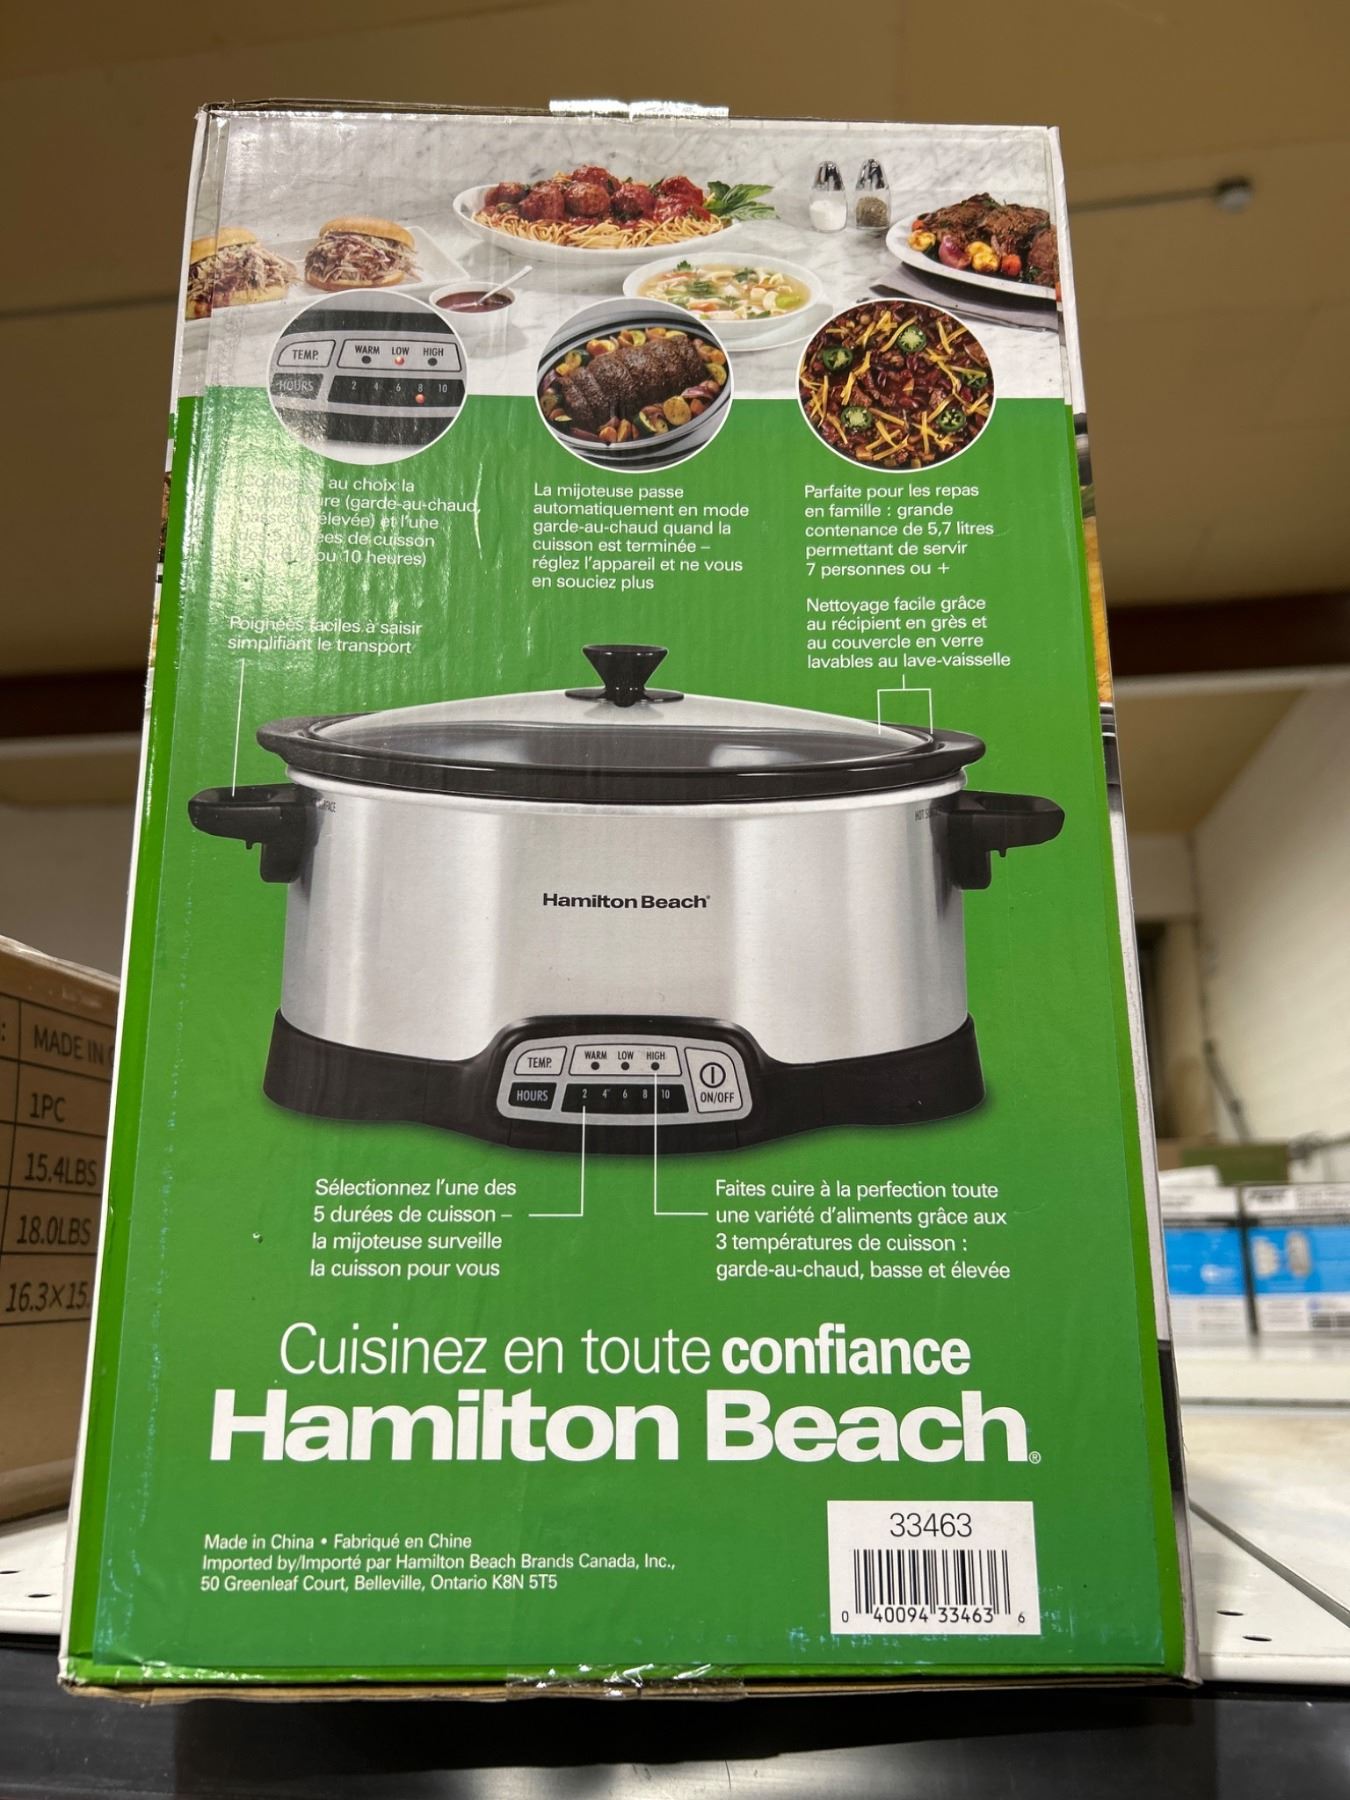 TEMP.
WARM LOW HIGH
HOURS
2 4 6 8 10
au choix la
(garde-au-chaud,
élevée) et l'une
de cuisson
ou 10 heures)
La mijoteuse passe
automatiquement en mode
garde-au-chaud quand la
cuisson est terminée –
réglez l'appareil et ne vous
en souciez plus
Parfaite pour les repas
en famille : grande
contenance de 5,7 litres
permettant de servir
7 personnes ou +
Poignées faciles à saisir
simplifiant le transport
Nettoyage facile grâce
au récipient en grès et
au couvercle en verre
lavables au lave-vaisselle
HOT
Hamilton Beach®
TEMP.
WARM LOW HIGH
HOURS
2 4 6 8 10
ON/OFF
Sélectionnez l'une des
5 durées de cuisson –
la mijoteuse surveille
la cuisson pour vous
Faites cuire à la perfection toute
une variété d'aliments grâce aux
3 températures de cuisson :
garde-au-chaud, basse et élevée
Cuisinez en toute confiance
Hamilton Beach®
Made in China • Fabriqué en Chine
Imported by/Importé par Hamilton Beach Brands Canada, Inc.,
50 Greenleaf Court, Belleville, Ontario K8N 5T5
33463
0 40094 33463 6
MADE IN
1PC
15.4LBS
18.0LBS
16.3×15.